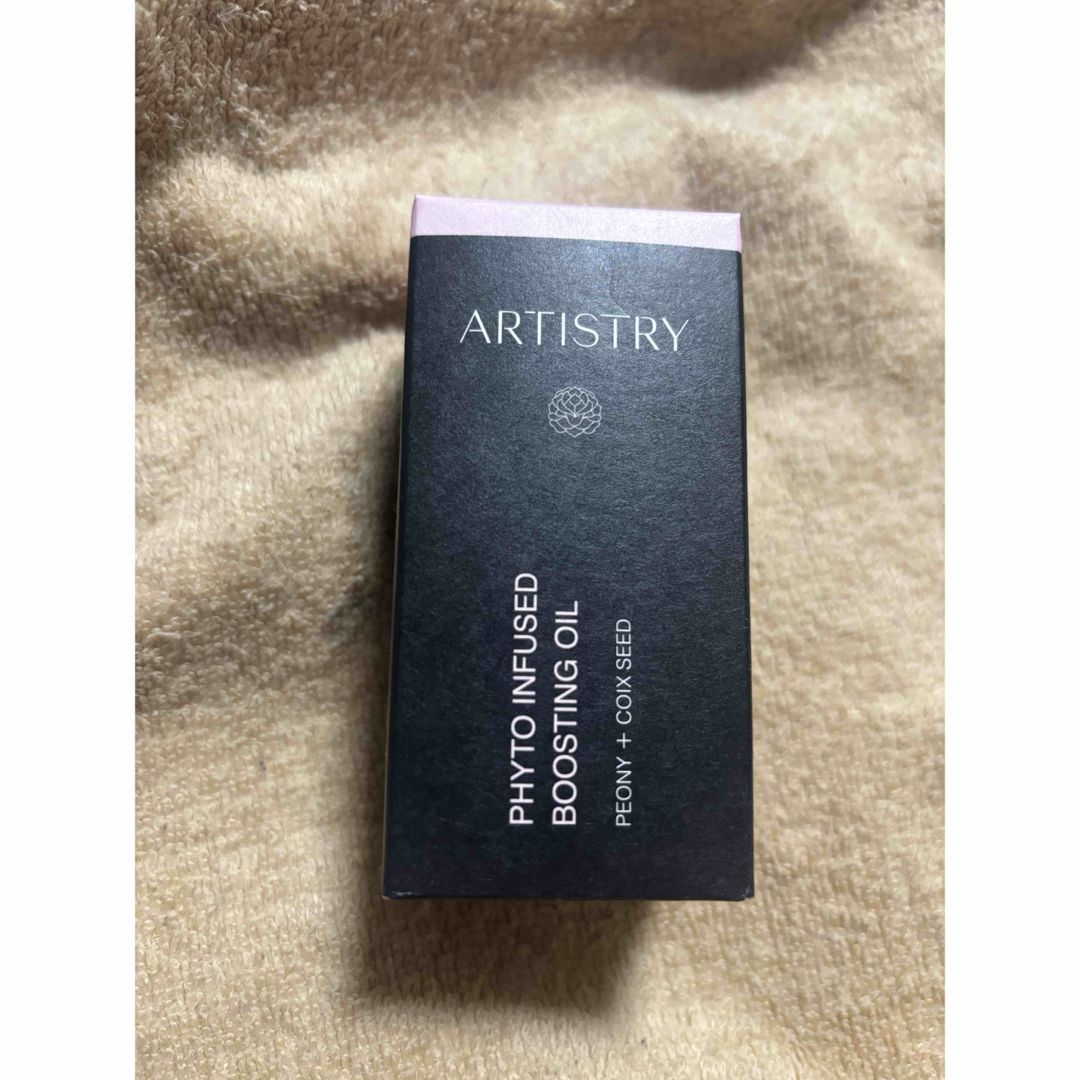 ARTISTRY
PHYTO INFUSED
BOOSTING OIL
PEONY + COIX SEED